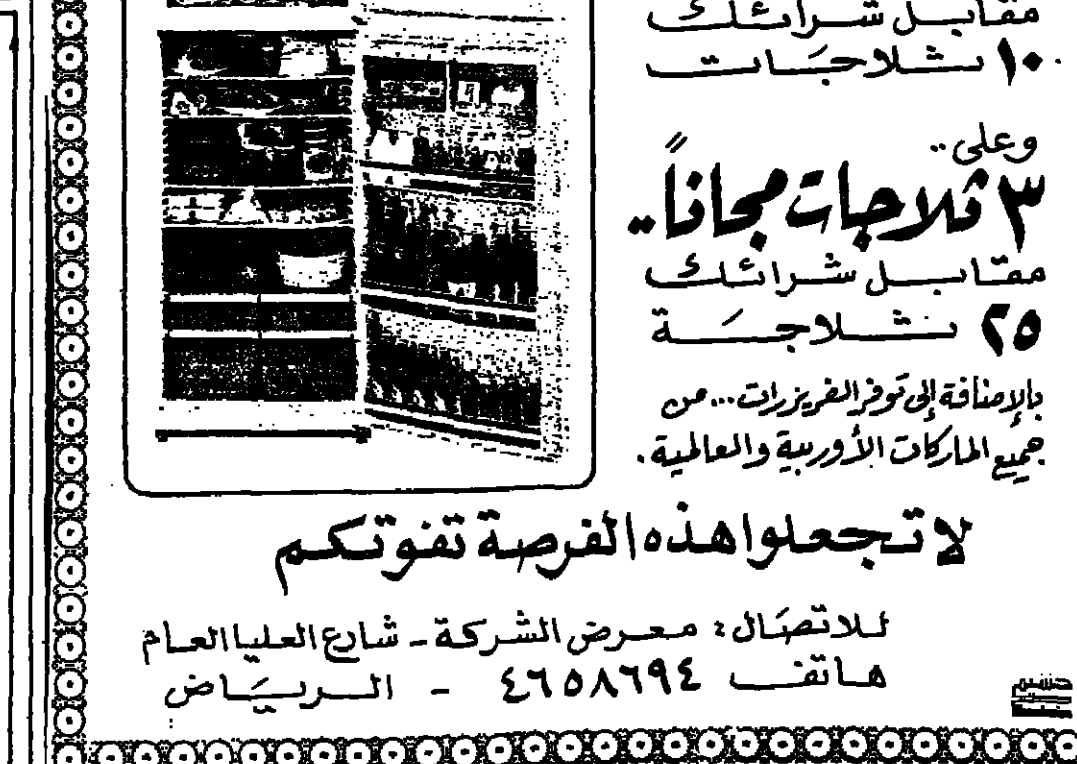 مقابل شرائك
١٠ ثلاجات
وعلى..
٣ ثلاجات مجاناً..
مقابل شرائك
٢٥ ثلاجة
بالإضافة إلى توفر الفريزرات... من
جميع الماركات الأوربية والعالمية.
لا تجعلوا هذه الفرصة تفوتكم
للاتصال: معرض الشركة - شارع العليا العام
هاتف ٤٦٥٨٦٩٤ - الرياض